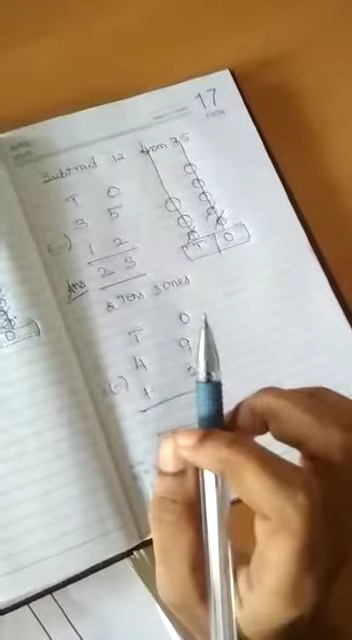 17
Subtract 12 from 35
T O
3 5
(-) 1 2
Ans 2 3
T O
2 Tens 3 ones
T O
4 9
(-) 1 2